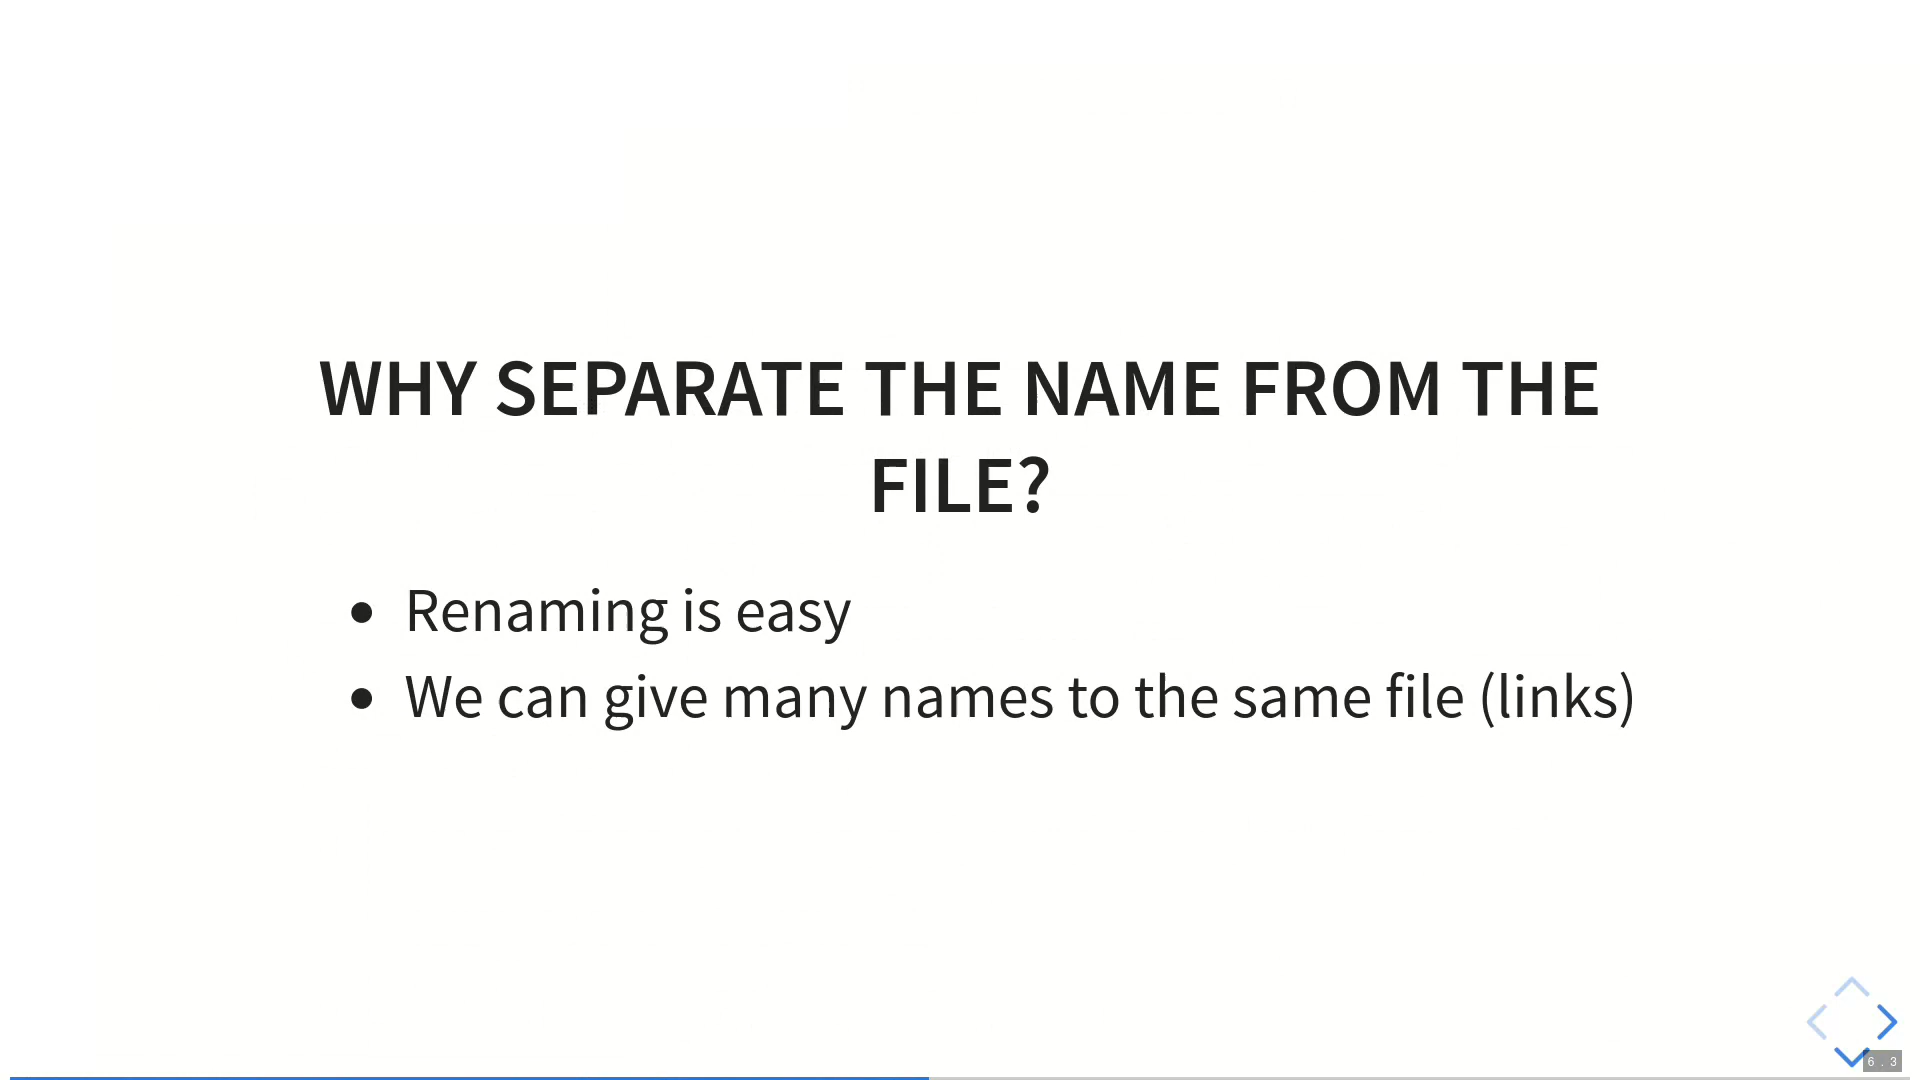 WHY SEPARATE THE NAME FROM THE
FILE?
• Renaming is easy
• We can give many names to the same file (links)
6 . 3